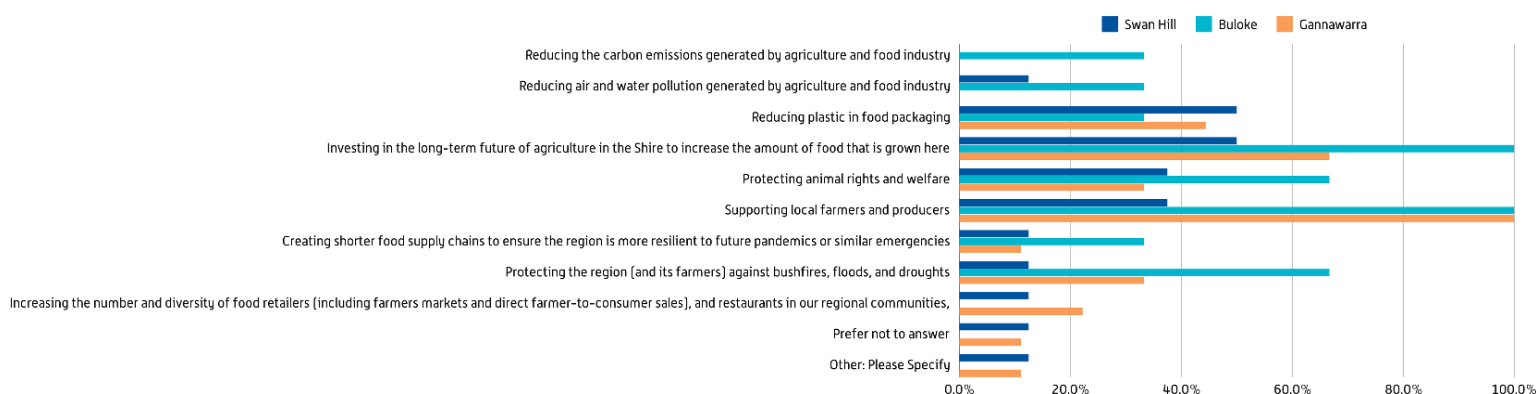 Swan Hill Buloke Gannawarra
Reducing the carbon emissions generated by agriculture and food industry
Reducing air and water pollution generated by agriculture and food industry
Reducing plastic in food packaging
Investing in the long-term future of agriculture in the Shire to increase the amount of food that is grown here
Protecting animal rights and welfare
Supporting local farmers and producers
Creating shorter food supply chains to ensure the region is more resilient to future pandemics or similar emergencies
Protecting the region (and its farmers) against bushfires, floods, and droughts
Increasing the number and diversity of food retailers (including farmers markets and direct farmer-to-consumer sales), and restaurants in our regional communities,
Prefer not to answer
Other: Please Specify
0.0% 20.0% 40.0% 60.0% 80.0% 100.0%